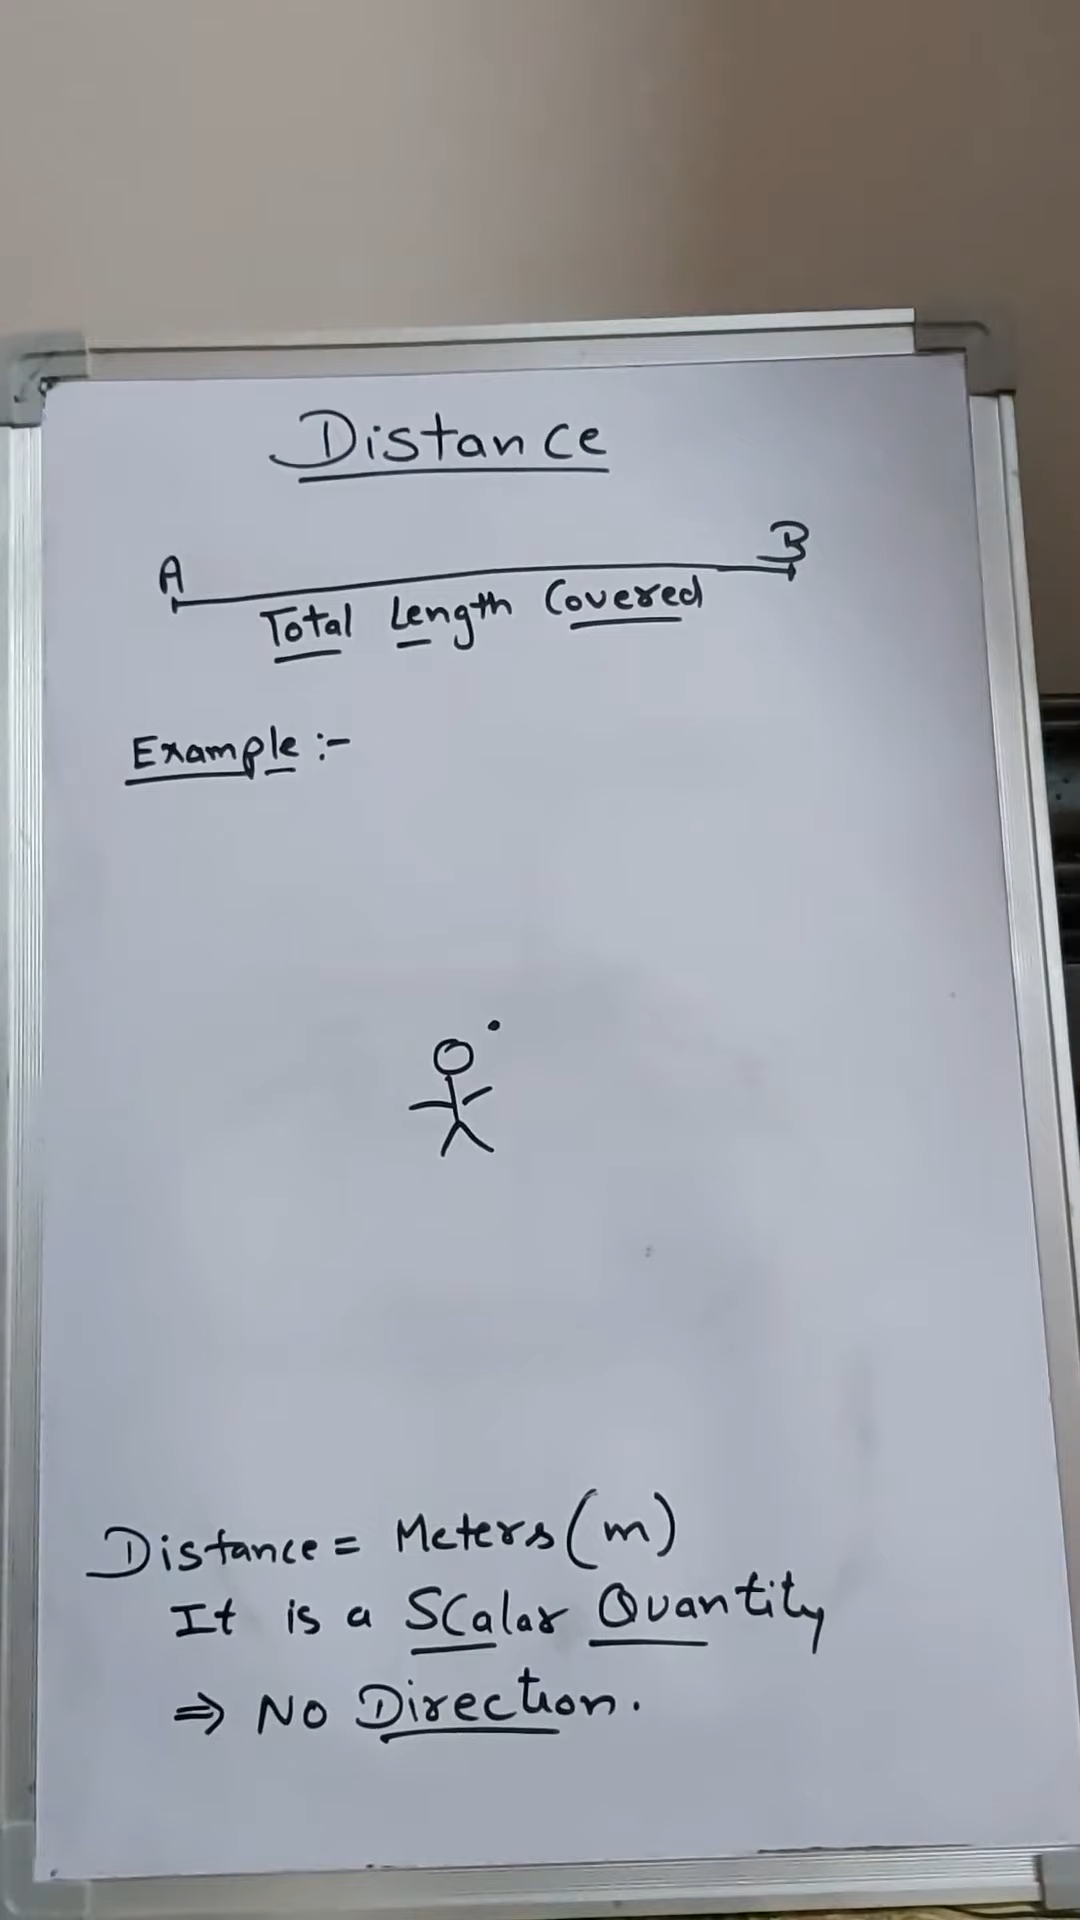 Distance
A B
Total Length Covered
Example :-
Distance = Meters (m)
It is a Scalar Quantity
⇒ No Direction.